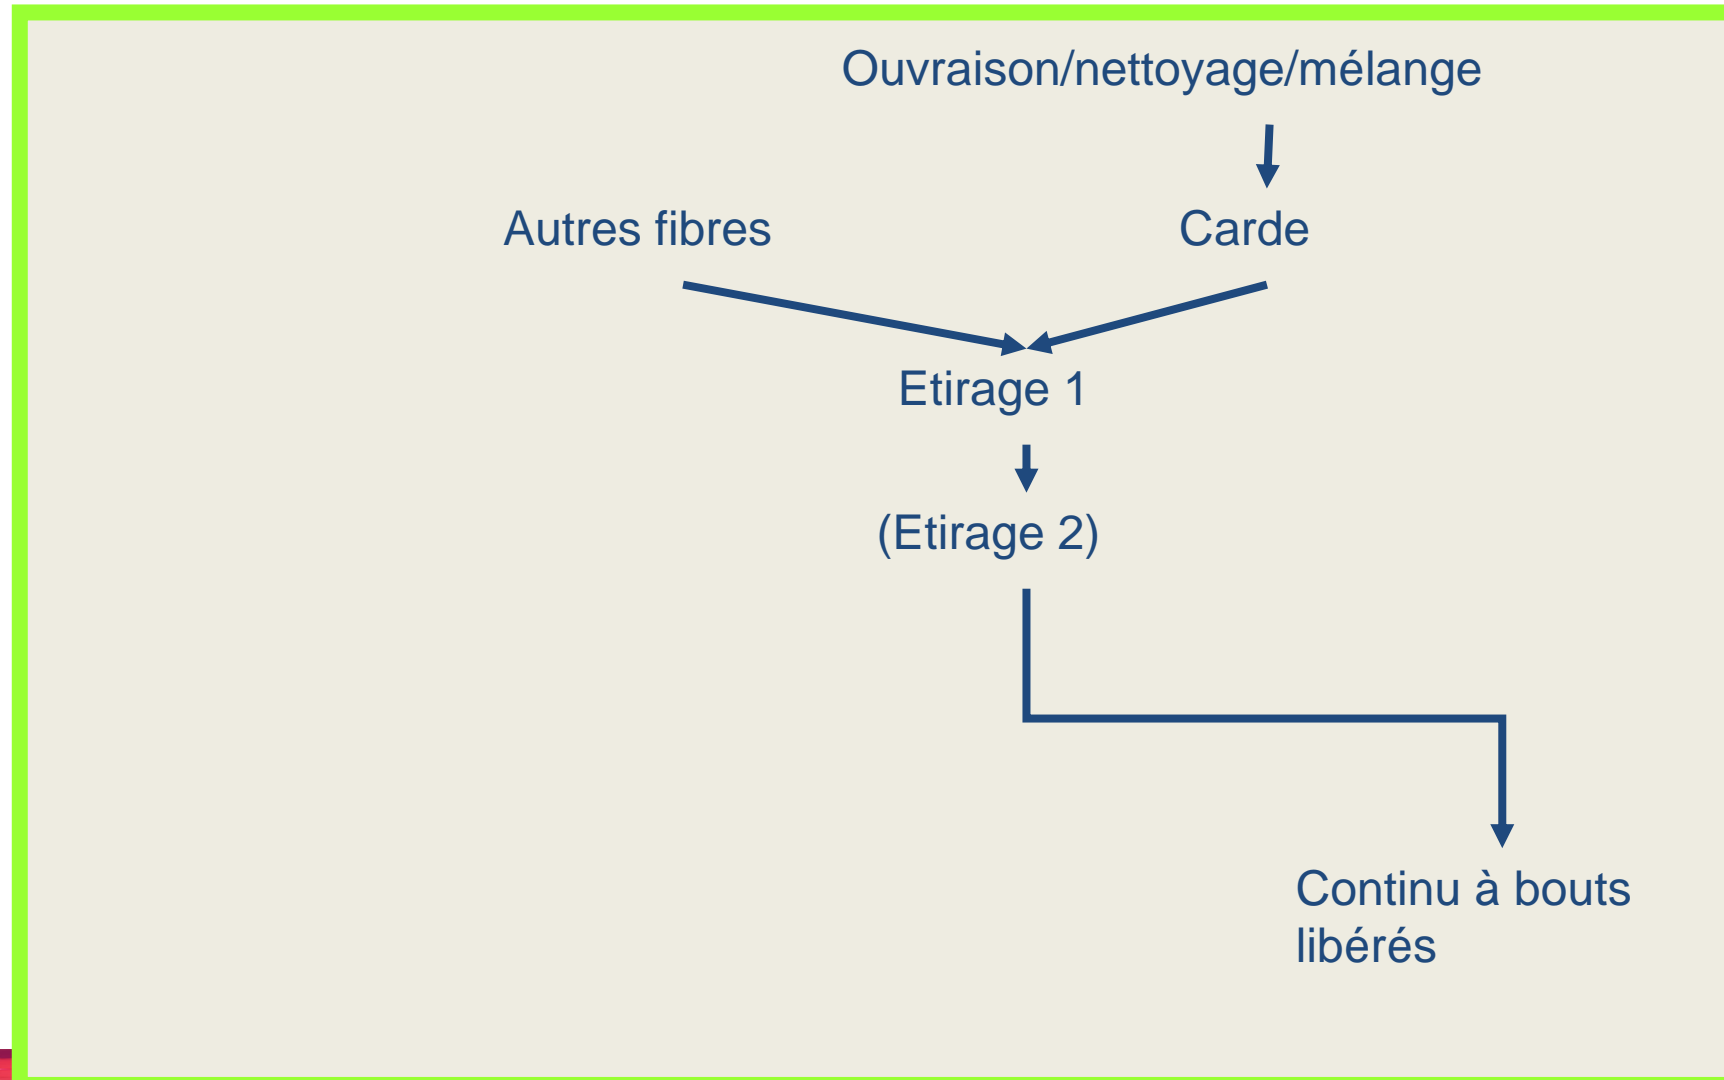 Ouvraison/nettoyage/mélange
Autres fibres
Carde
Etirage 1
(Etirage 2)
Continu à bouts
libérés